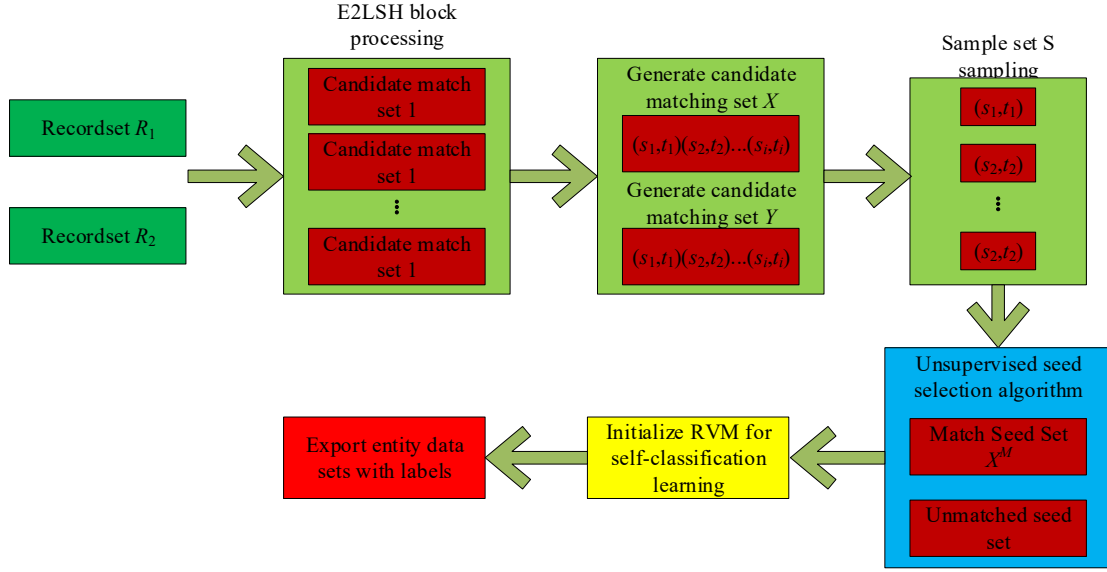 Recordset R₁
Recordset R₂
E2LSH block
processing
Candidate match
set 1
Candidate match
set 1
Candidate match
set 1
Generate candidate
matching set X
(s₁,t₁)(s₂,t₂)...(sᵢ,tᵢ)
Generate candidate
matching set Y
(s₁,t₁)(s₂,t₂)...(sᵢ,tᵢ)
Sample set S
sampling
(s₁,t₁)
(s₂,t₂)
(s₂,t₂)
Unsupervised seed
selection algorithm
Match Seed Set
Xᴹ
Unmatched seed
set
Initialize RVM for
self-classification
learning
Export entity data
sets with labels